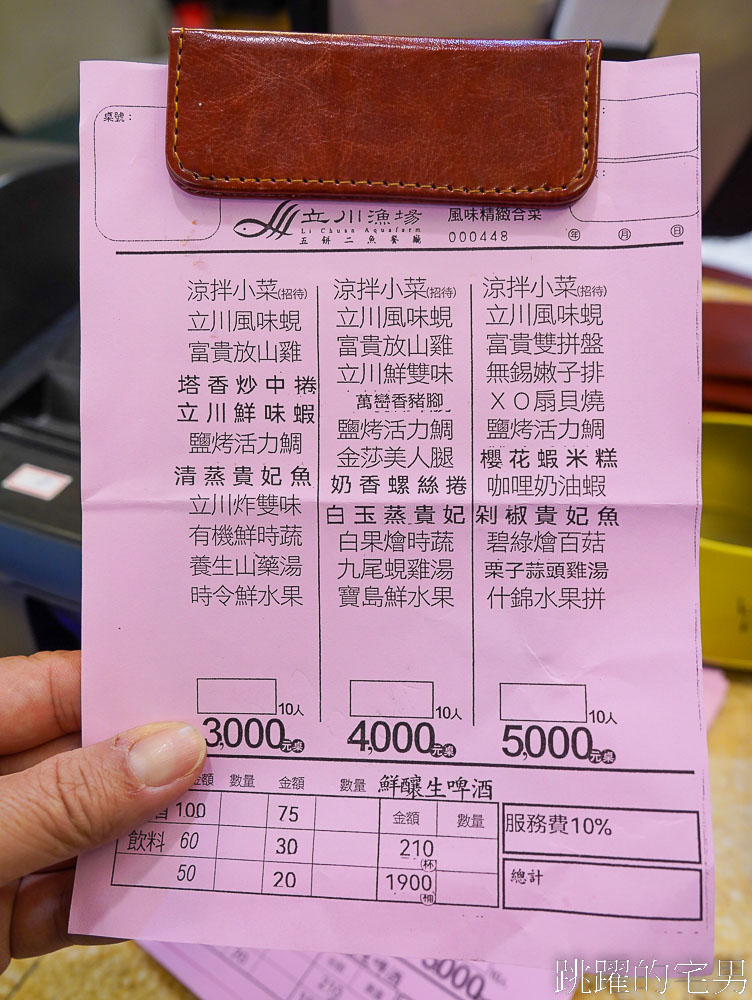 桌號：
立川漁場
Li Chuan Aquafarm
五餅二魚餐廳
風味精緻合菜
000448
年 月 日
涼拌小菜(招待)
立川風味蜆
富貴放山雞
塔香炒中捲
立川鮮味蝦
鹽烤活力鯛
清蒸貴妃魚
立川炸雙味
有機鮮時蔬
養生山藥湯
時令鮮水果
10人
3,000元桌
涼拌小菜(招待)
立川風味蜆
富貴放山雞
立川鮮雙味
萬巒香豬腳
鹽烤活力鯛
金莎美人腿
奶香螺絲捲
白玉蒸貴妃
白果燴時蔬
九尾蜆雞湯
寶島鮮水果
10人
4,000元桌
涼拌小菜(招待)
立川風味蜆
富貴雙拼盤
無錫嫩子排
XO扇貝燒
鹽烤活力鯛
櫻花蝦米糕
咖哩奶油蝦
剁椒貴妃魚
碧綠燴百菇
栗子蒜頭雞湯
什錦水果拼
10人
5,000元桌
金額 數量 金額 數量 鮮釀生啤酒
100 75 金額 數量
飲料 60 30 210(杯)
50 20 1900(桶)
服務費10%
總計
跳躍的宅男